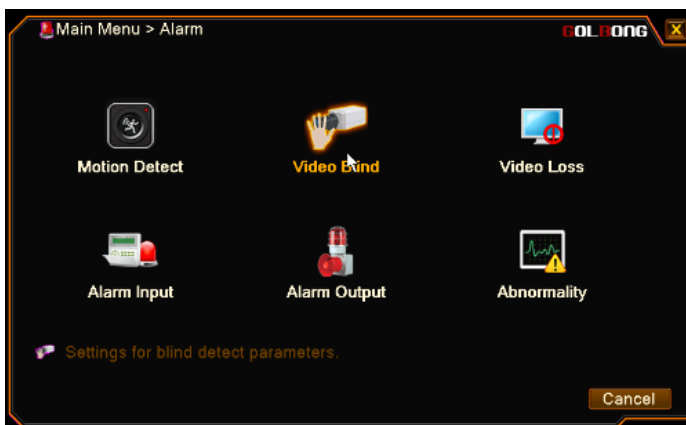 Main Menu > Alarm
GOLBONG
X
Motion Detect
Video Blind
Video Loss
Alarm Input
Alarm Output
Abnormality
Settings for blind detect parameters.
Cancel